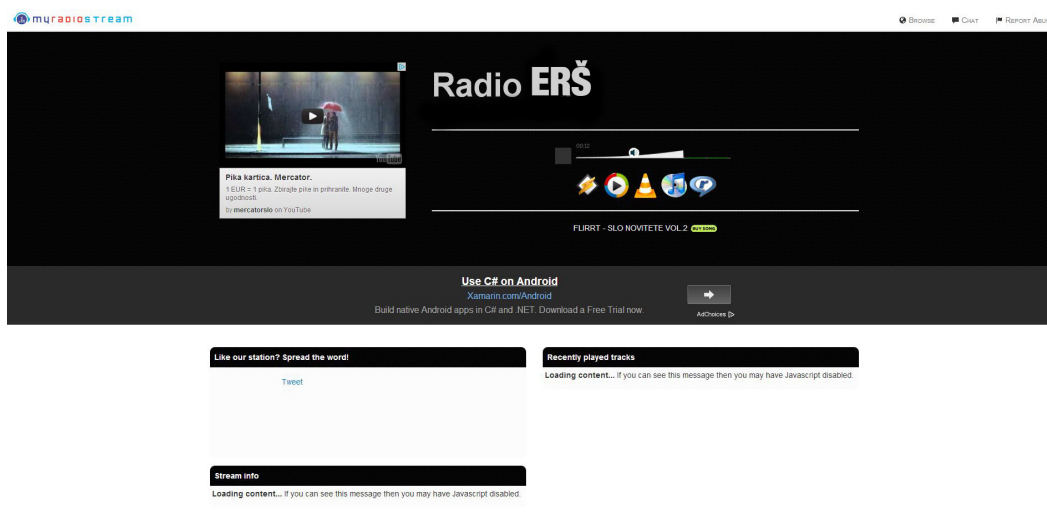 myradiostream
Browse
Chat
Report Abus
Radio ERŠ
YouTube
00:12
Pika kartica. Mercator.
1 EUR = 1 pika. Zbirajte pike in prihranite. Mnoge druge
ugodnosti.
by mercatorslo on YouTube
FLIRRT - SLO NOVITETE VOL.2 BUY SONG
Use C# on Android
Xamarin.com/Android
Build native Android apps in C# and .NET. Download a Free Trial now.
AdChoices
Like our station? Spread the word!
Tweet
Recently played tracks
Loading content... If you can see this message then you may have Javascript disabled.
Stream info
Loading content... If you can see this message then you may have Javascript disabled.